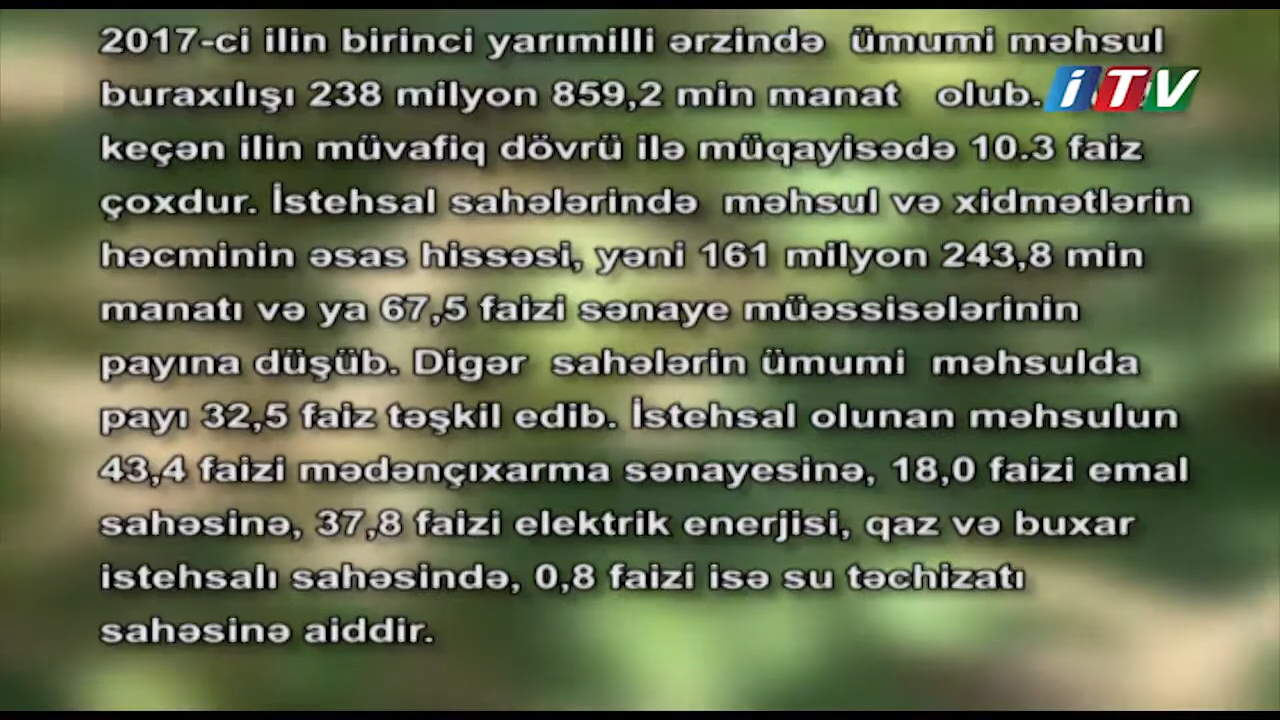 2017-ci ilin birinci yarımilli ərzində ümumi məhsul
buraxılışı 238 milyon 859,2 min manat olub.
iTV
keçən ilin müvafiq dövrü ilə müqayisədə 10.3 faiz
çoxdur. İstehsal sahələrində məhsul və xidmətlərin
həcminin əsas hissəsi, yəni 161 milyon 243,8 min
manatı və ya 67,5 faizi sənaye müəssisələrinin
payına düşüb. Digər sahələrin ümumi məhsulda
payı 32,5 faiz təşkil edib. İstehsal olunan məhsulun
43,4 faizi mədənçıxarma sənayesinə, 18,0 faizi emal
sahəsinə, 37,8 faizi elektrik enerjisi, qaz və buxar
istehsalı sahəsində, 0,8 faizi isə su təchizatı
sahəsinə aiddir.